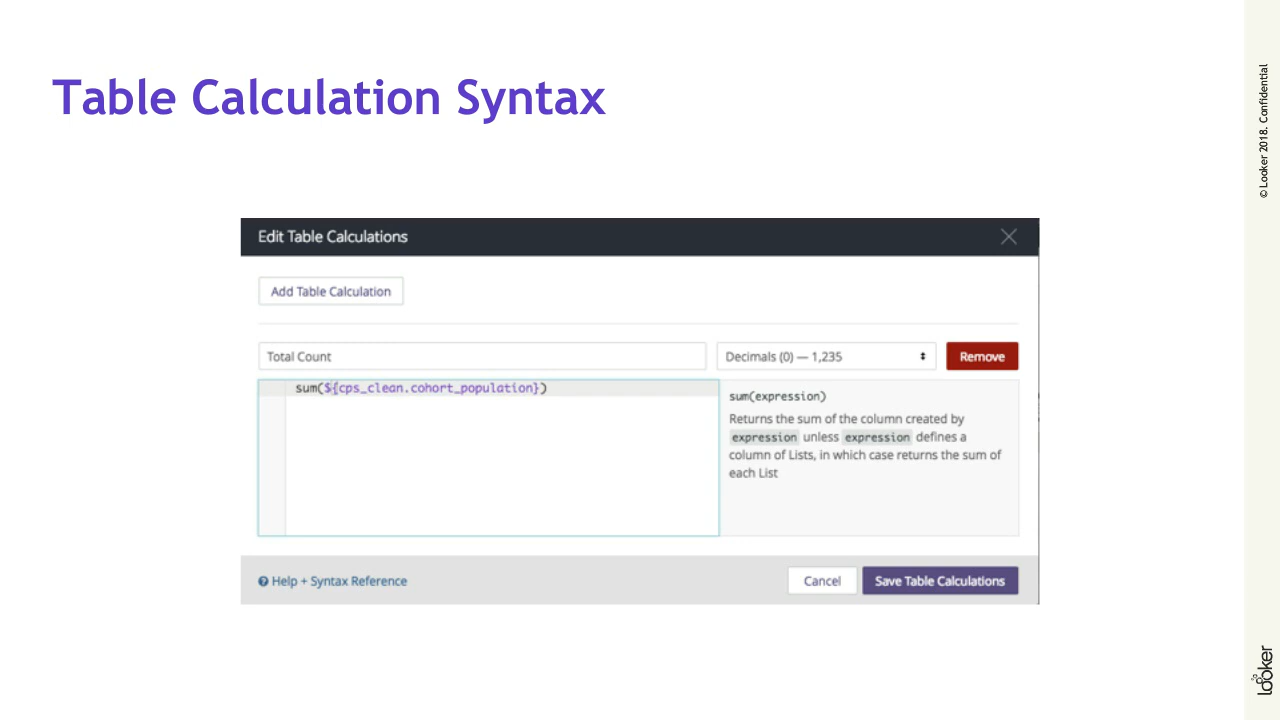 Table Calculation Syntax
Edit Table Calculations
Add Table Calculation
Total Count
Decimals (0) — 1,235
Remove
sum(${cps_clean.cohort_population})
sum(expression)
Returns the sum of the column created by
expression unless expression defines a
column of Lists, in which case returns the sum of
each List
Help + Syntax Reference
Cancel
Save Table Calculations
© Looker 2018. Confidential
looker